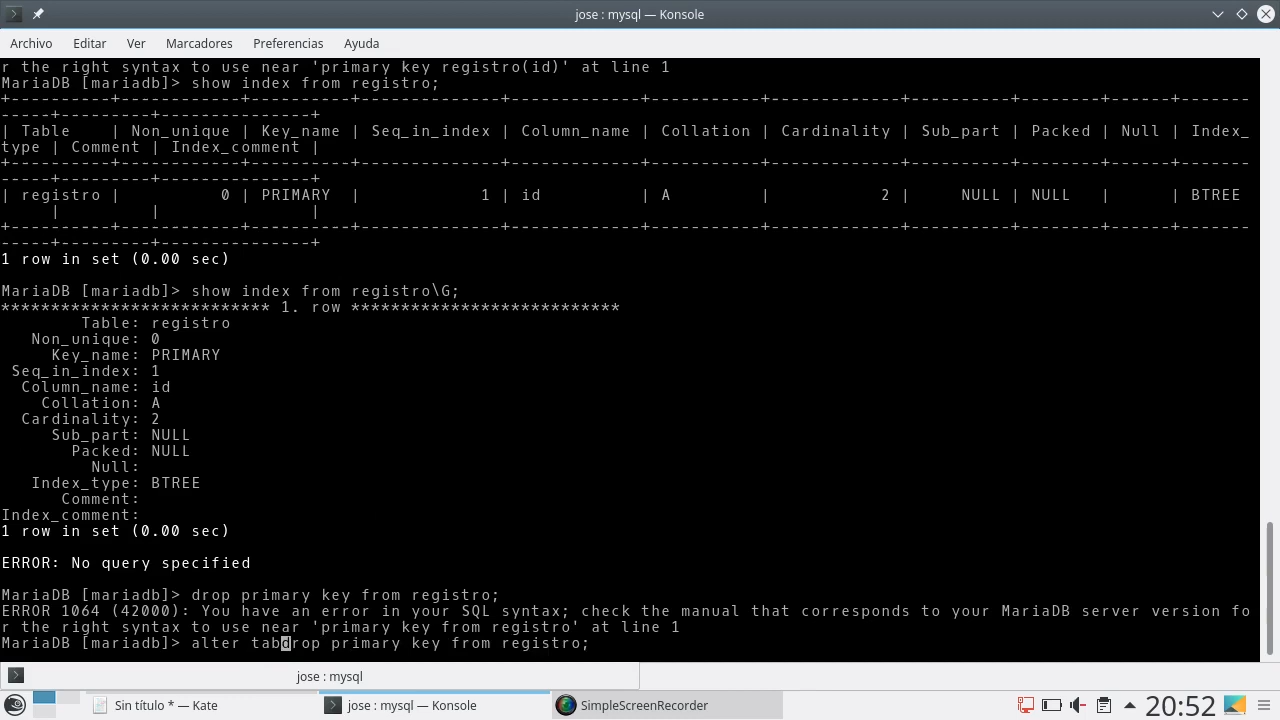 jose : mysql — Konsole
Archivo Editar Ver Marcadores Preferencias Ayuda
r the right syntax to use near 'primary key registro(id)' at line 1
MariaDB [mariadb]> show index from registro;
+----------+------------+----------+--------------+-------------+-----------+-------------+----------+--------+------+-------
-----+---------+---------------+
| Table    | Non_unique | Key_name | Seq_in_index | Column_name | Collation | Cardinality | Sub_part | Packed | Null | Index_
type | Comment | Index_comment |
+----------+------------+----------+--------------+-------------+-----------+-------------+----------+--------+------+-------
-----+---------+---------------+
| registro |          0 | PRIMARY  |            1 | id          | A         |           2 |     NULL | NULL   |      | BTREE
     |         |               |
+----------+------------+----------+--------------+-------------+-----------+-------------+----------+--------+------+-------
-----+---------+---------------+
1 row in set (0.00 sec)
MariaDB [mariadb]> show index from registro\G;
*************************** 1. row ***************************
Table: registro
Non_unique: 0
Key_name: PRIMARY
Seq_in_index: 1
Column_name: id
Collation: A
Cardinality: 2
Sub_part: NULL
Packed: NULL
Null:
Index_type: BTREE
Comment:
Index_comment:
1 row in set (0.00 sec)
ERROR: No query specified
MariaDB [mariadb]> drop primary key from registro;
ERROR 1064 (42000): You have an error in your SQL syntax; check the manual that corresponds to your MariaDB server version fo
r the right syntax to use near 'primary key from registro' at line 1
MariaDB [mariadb]> alter tabdrop primary key from registro;
jose : mysql
Sin título * — Kate
jose : mysql — Konsole
SimpleScreenRecorder
20:52